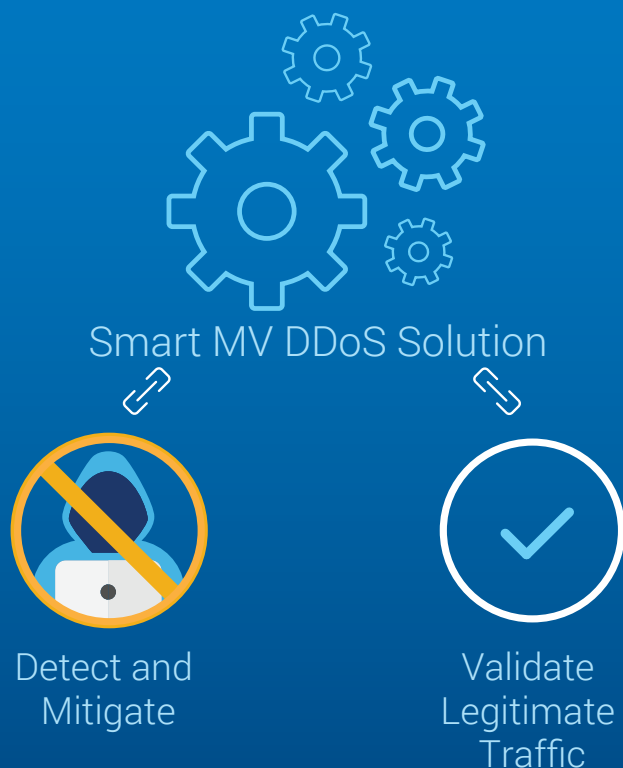 Smart MV DDoS Solution
Detect and
Mitigate
Validate
Legitimate
Traffic